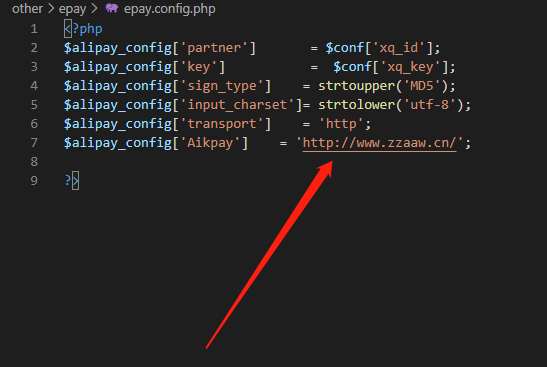 other > epay > epay.config.php
1 <?php
2 $alipay_config['partner'] = $conf['xq_id'];
3 $alipay_config['key'] = $conf['xq_key'];
4 $alipay_config['sign_type'] = strtoupper('MD5');
5 $alipay_config['input_charset']= strtolower('utf-8');
6 $alipay_config['transport'] = 'http';
7 $alipay_config['Aikpay'] = 'http://www.zzaaw.cn/';
8
9 ?>